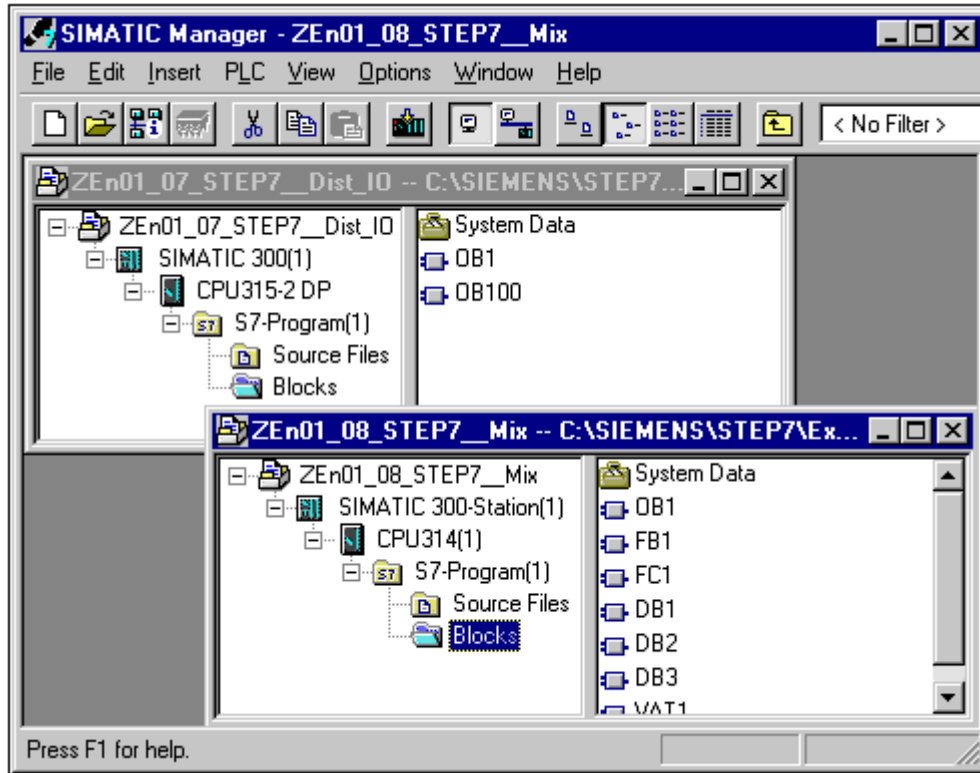 SIMATIC Manager - ZEn01_08_STEP7__Mix
File Edit Insert PLC View Options Window Help
< No Filter >
ZEn01_07_STEP7__Dist_IO -- C:\SIEMENS\STEP7...
ZEn01_07_STEP7__Dist_IO
SIMATIC 300(1)
CPU315-2 DP
S7-Program(1)
Source Files
Blocks
System Data
OB1
OB100
ZEn01_08_STEP7__Mix -- C:\SIEMENS\STEP7\Ex...
ZEn01_08_STEP7__Mix
SIMATIC 300-Station(1)
CPU314(1)
S7-Program(1)
Source Files
Blocks
System Data
OB1
FB1
FC1
DB1
DB2
DB3
VAT1
Press F1 for help.